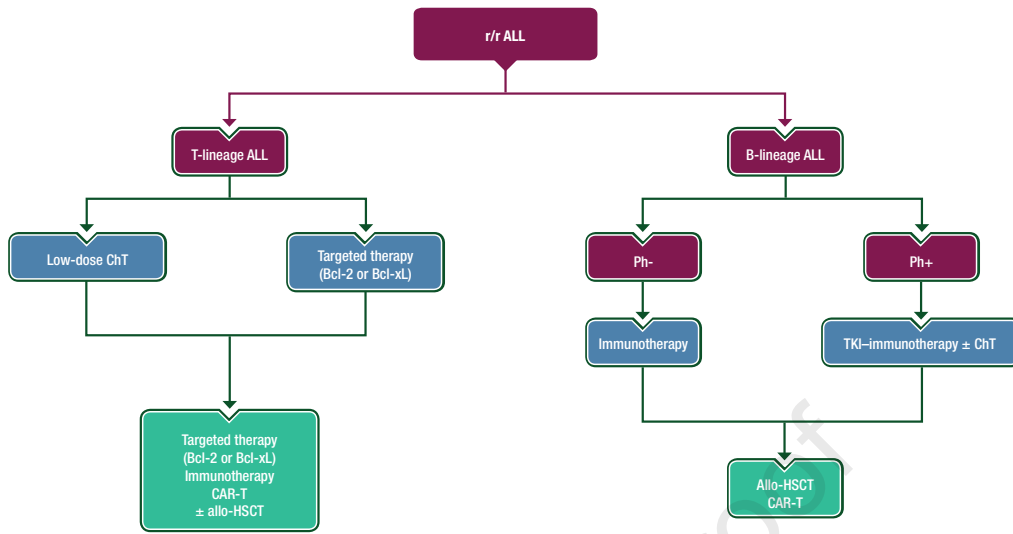 r/r ALL
T-lineage ALL
B-lineage ALL
Low-dose ChT
Targeted therapy
(Bcl-2 or Bcl-xL)
Ph-
Ph+
Immunotherapy
TKI–immunotherapy ± ChT
Targeted therapy
(Bcl-2 or Bcl-xL)
Immunotherapy
CAR-T
± allo-HSCT
Allo-HSCT
CAR-T